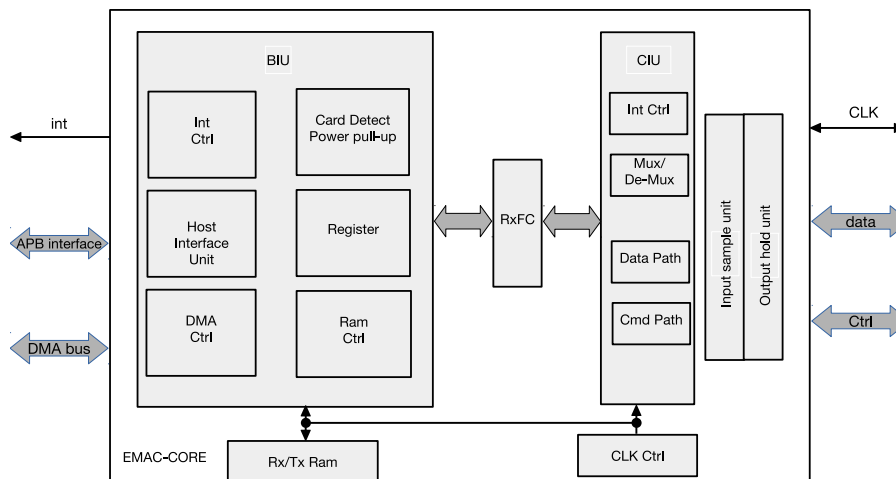 BIU
CIU
int
Int
Ctrl
Card Detect
Power pull-up
Int Ctrl
CLK
Mux/
De-Mux
Host
Interface
Unit
Register
RxFC
APB interface
Data Path
Input sample unit
Output hold unit
data
DMA
Ctrl
Ram
Ctrl
Cmd Path
DMA bus
Ctrl
EMAC-CORE
Rx/Tx Ram
CLK Ctrl